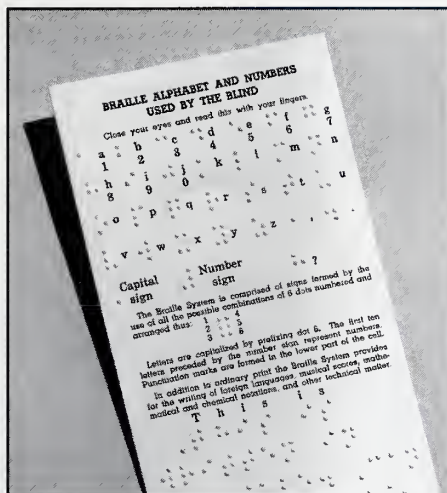 BRAILLE ALPHABET AND NUMBERS
USED BY THE BLIND
Close your eyes and read this with your fingers.
a b c d e f g
1 2 3 4 5 6 7
h i j k l m n
8 9 0
o p q r s t u
v w x y z , .
Capital sign Number sign ?
The Braille System is comprised of signs formed by the
use of all the possible combinations of 6 dots numbered and
arranged thus: 1 4
2 5
3 6
Letters are capitalized by prefixing dot 6. The first ten
letters preceded by the number sign represent numbers.
Punctuation marks are formed in the lower part of the cell.
In addition to ordinary print the Braille System provides
for the writing of foreign languages, musical scores, mathe-
matical and chemical notations, and other technical matter.
T h i s i s